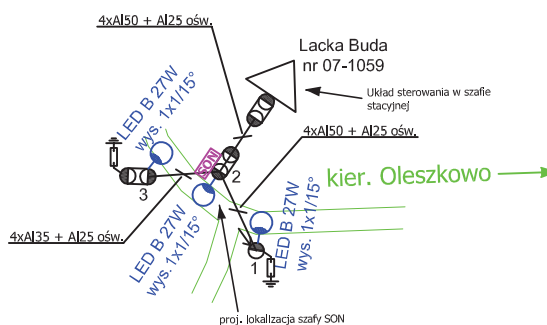 4xAl50 + Al25 ośw.
Lacka Buda
nr 07-1059
Układ sterowania w szafie
stacyjnej
4xAl50 + Al25 ośw.
LED B 27W
wys. 1x1/15°
SON
2
3
kier. Oleszkowo
LED B 27W
wys. 1x1/15°
LED B 27W
wys. 1x1/15°
4xAl35 + Al25 ośw.
1
proj. lokalizacja szafy SON